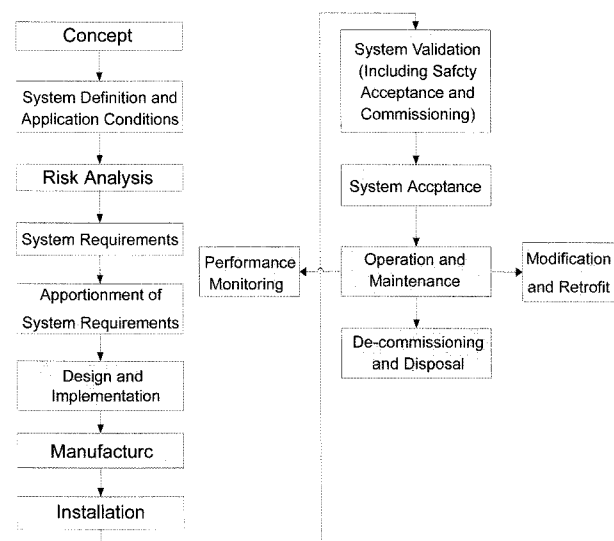 Concept
System Definition and
Application Conditions
Risk Analysis
System Requirements
Apportionment of
System Requirements
Design and
Implementation
Manufacturc
Installation
System Validation
(Including Safcty
Acceptance and
Commissioning)
System Accptance
Performance
Monitoring
Operation and
Maintenance
Modification
and Retrofit
De-commissioning
and Disposal